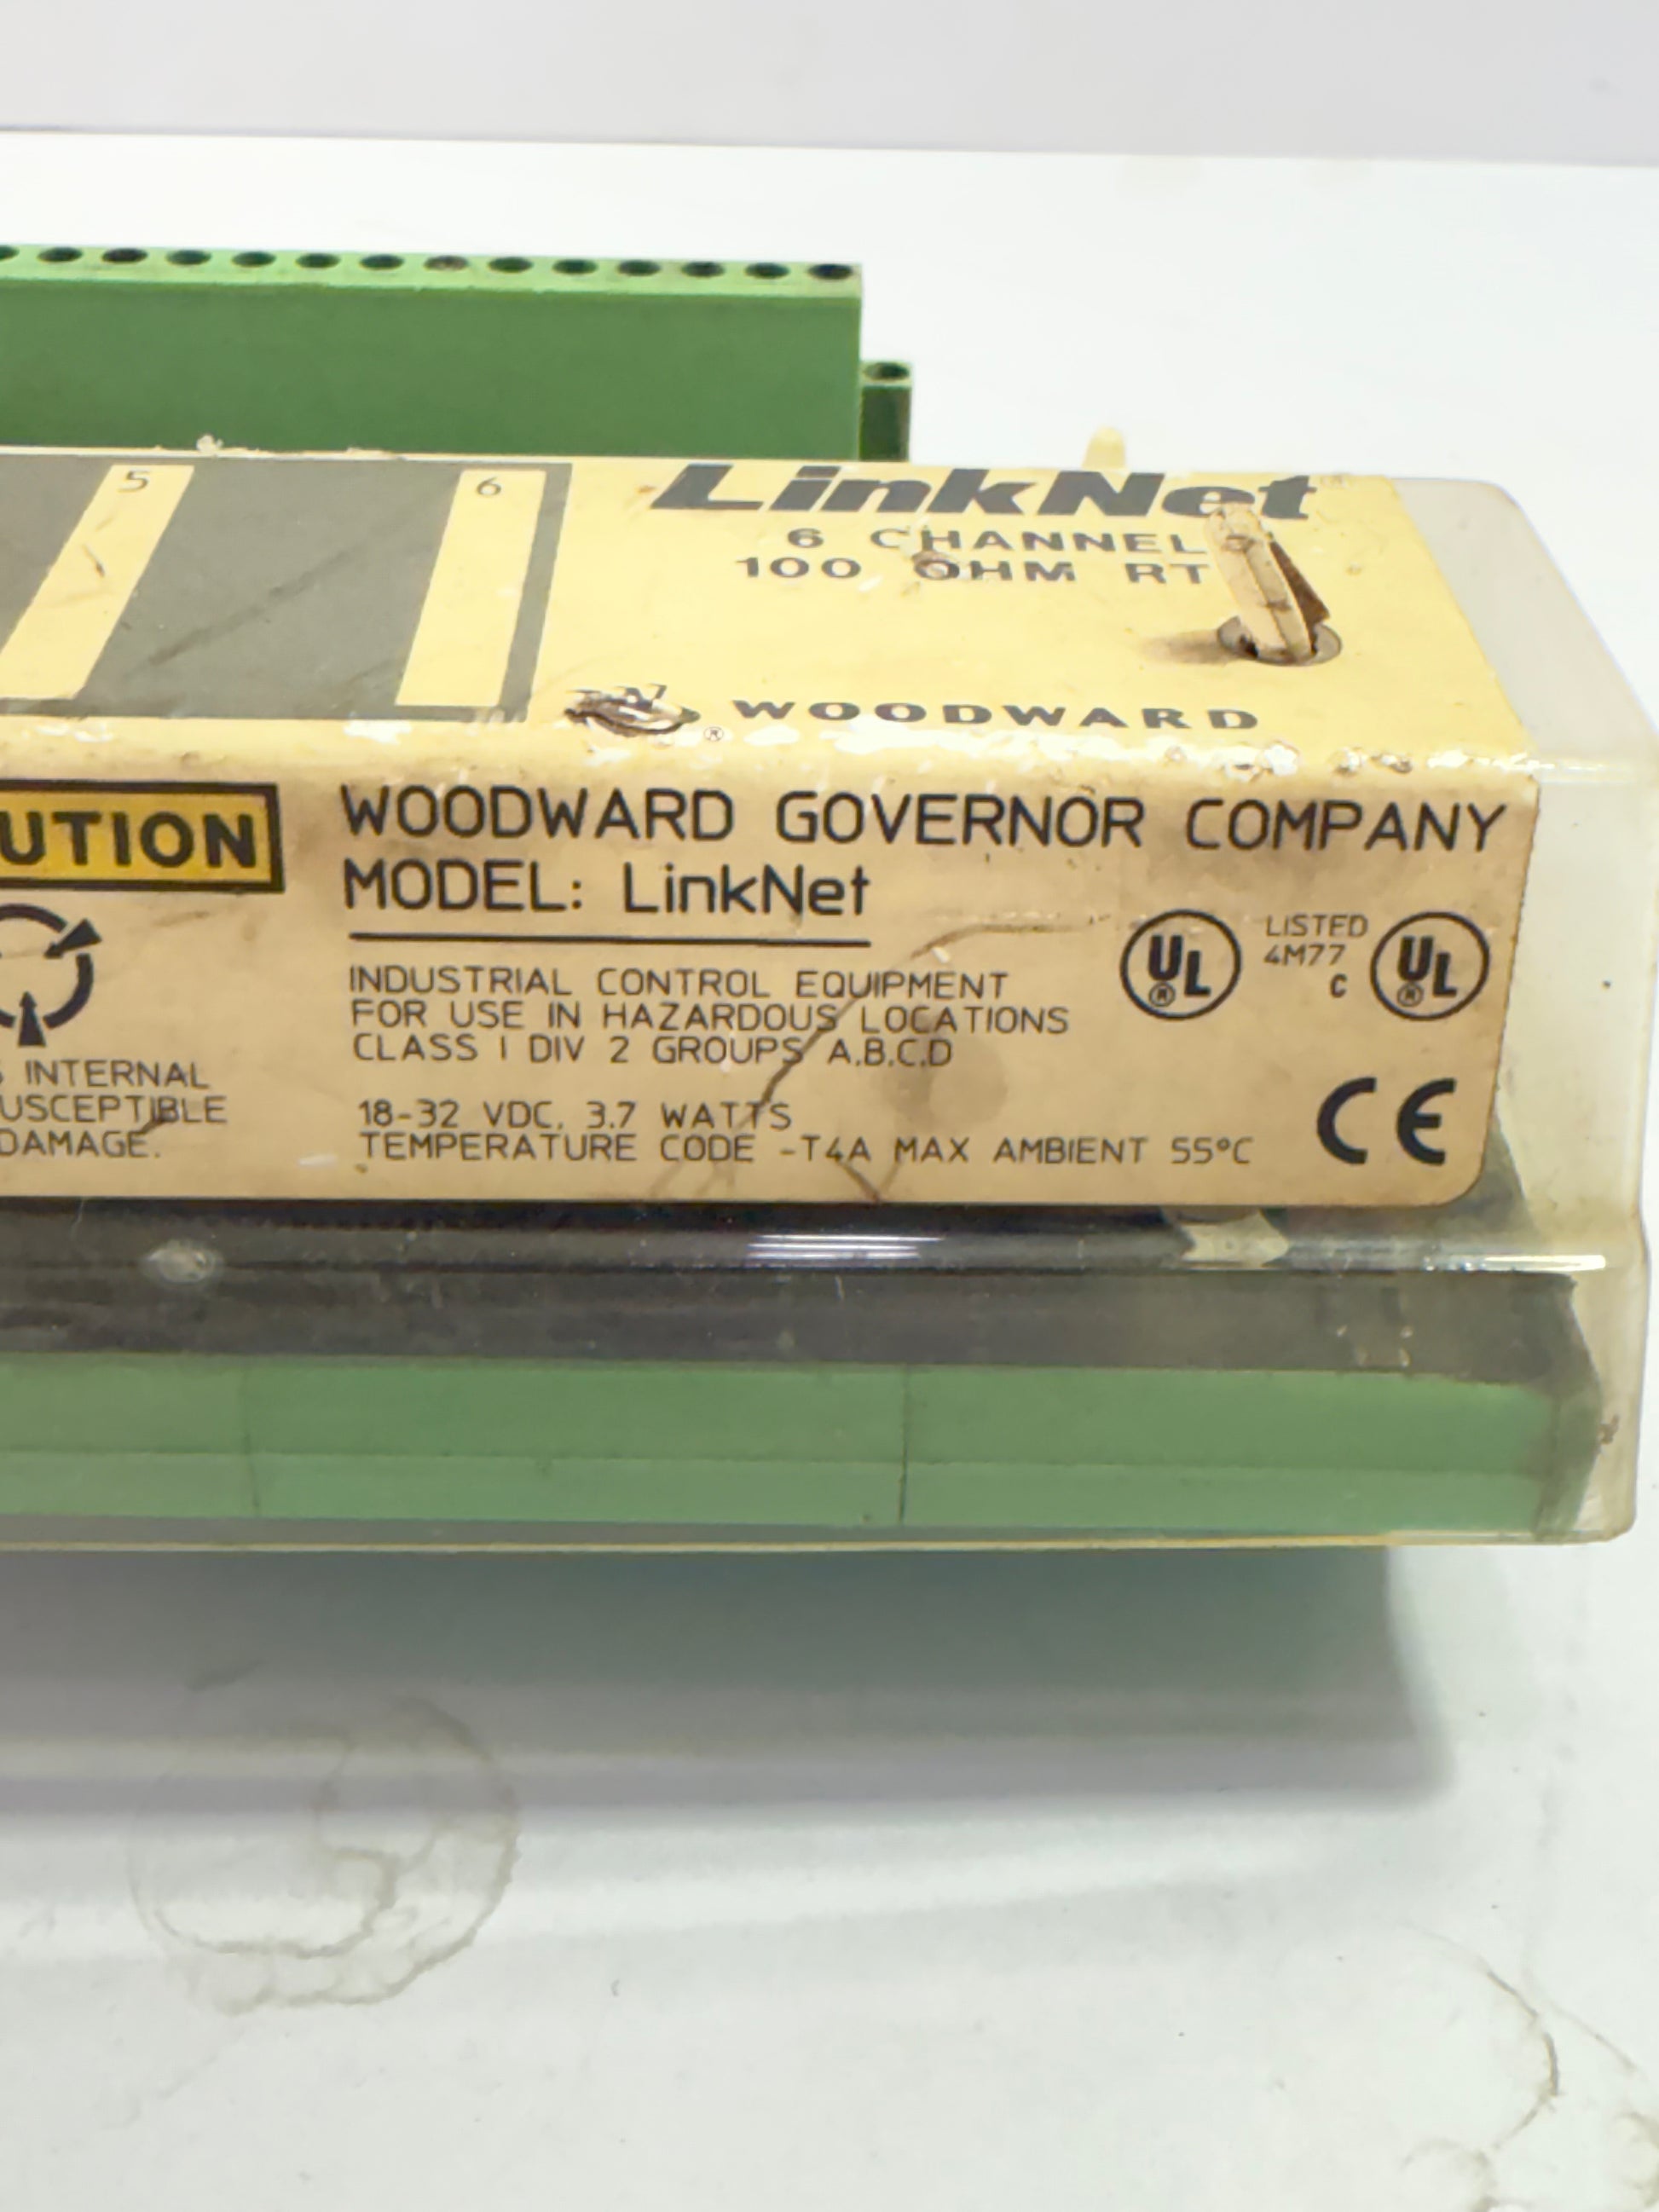 5
6
LinkNet
6 CHANNEL
100 OHM RT
® WOODWARD
UTION
WOODWARD GOVERNOR COMPANY
MODEL: LinkNet
UL ® LISTED 4M77 C UL ®
INDUSTRIAL CONTROL EQUIPMENT
FOR USE IN HAZARDOUS LOCATIONS
CLASS I DIV 2 GROUPS A.B.C.D
INTERNAL
USCEPTIBLE
DAMAGE.
18-32 VDC, 3.7 WATTS
TEMPERATURE CODE -T4A MAX AMBIENT 55°C
CE